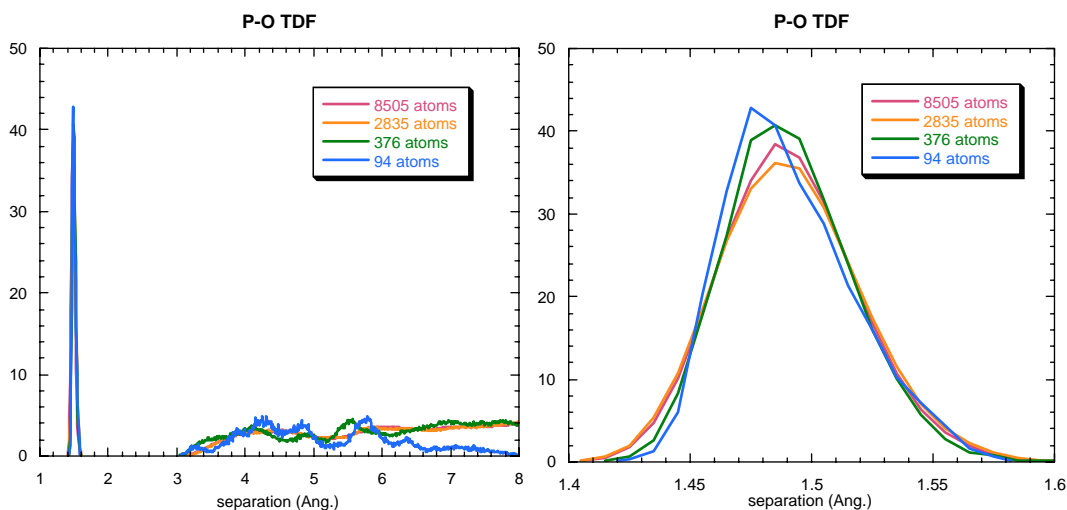 P-O TDF
50
40
30
20
10
0
1 2 3 4 5 6 7 8
separation (Ang.)
8505 atoms
2835 atoms
376 atoms
94 atoms
P-O TDF
50
40
30
20
10
0
1.4 1.45 1.5 1.55 1.6
separation (Ang.)
8505 atoms
2835 atoms
376 atoms
94 atoms